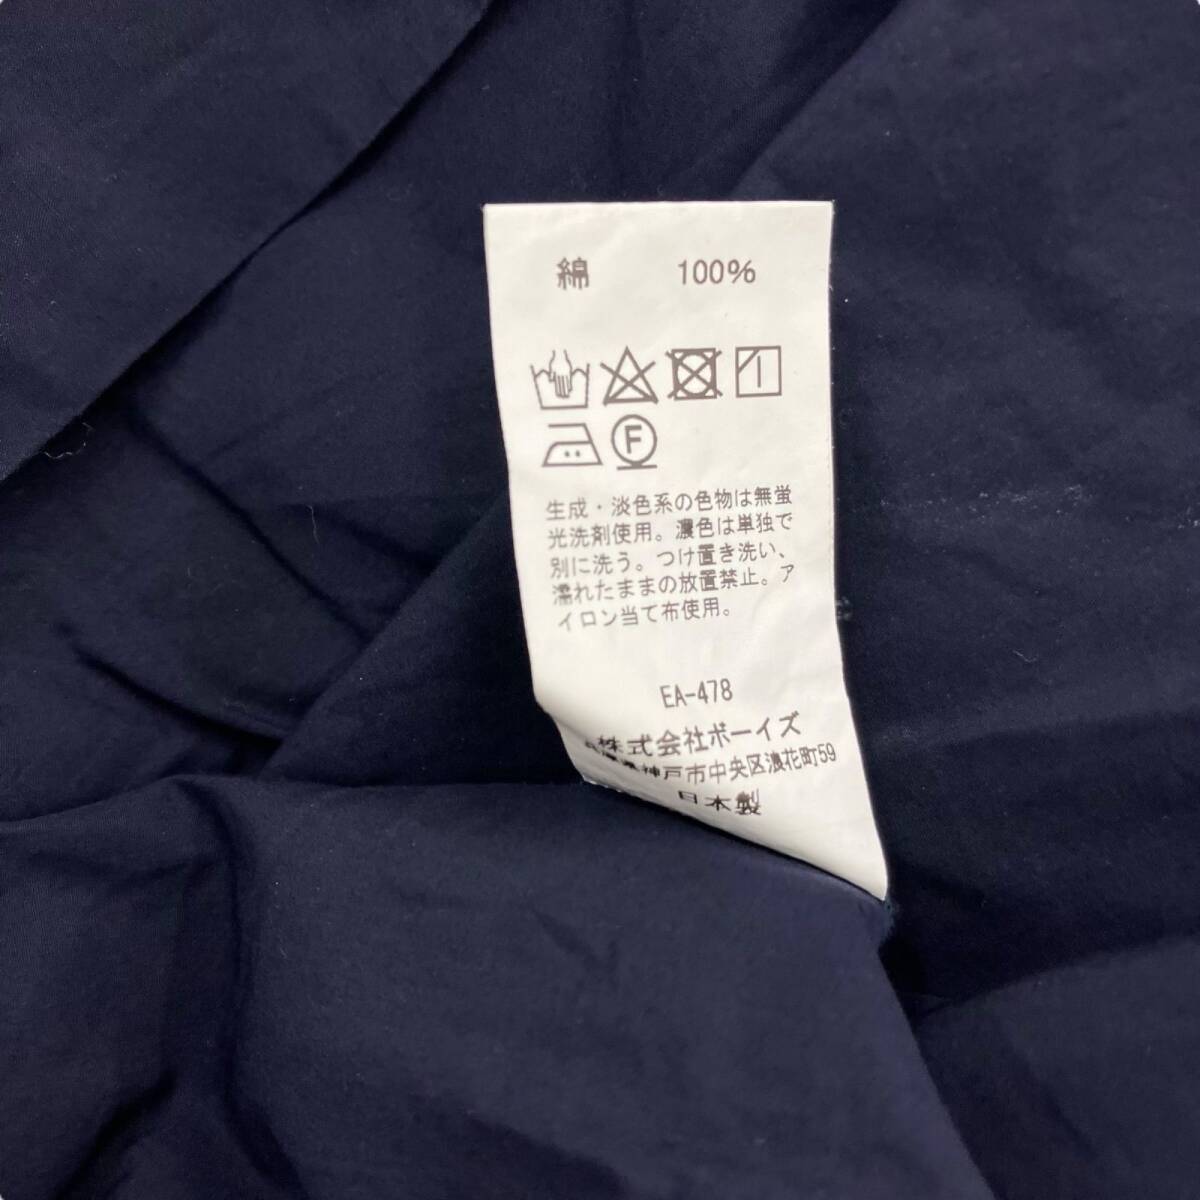 綿 100%
F
生成・淡色系の色物は無蛍
光洗剤使用。濃色は単独で
別に洗う。つけ置き洗い、
濡れたままの放置禁止。ア
イロン当て布使用。
EA-478
株式会社ボーイズ
兵庫県神戸市中央区浪花町59
日本製